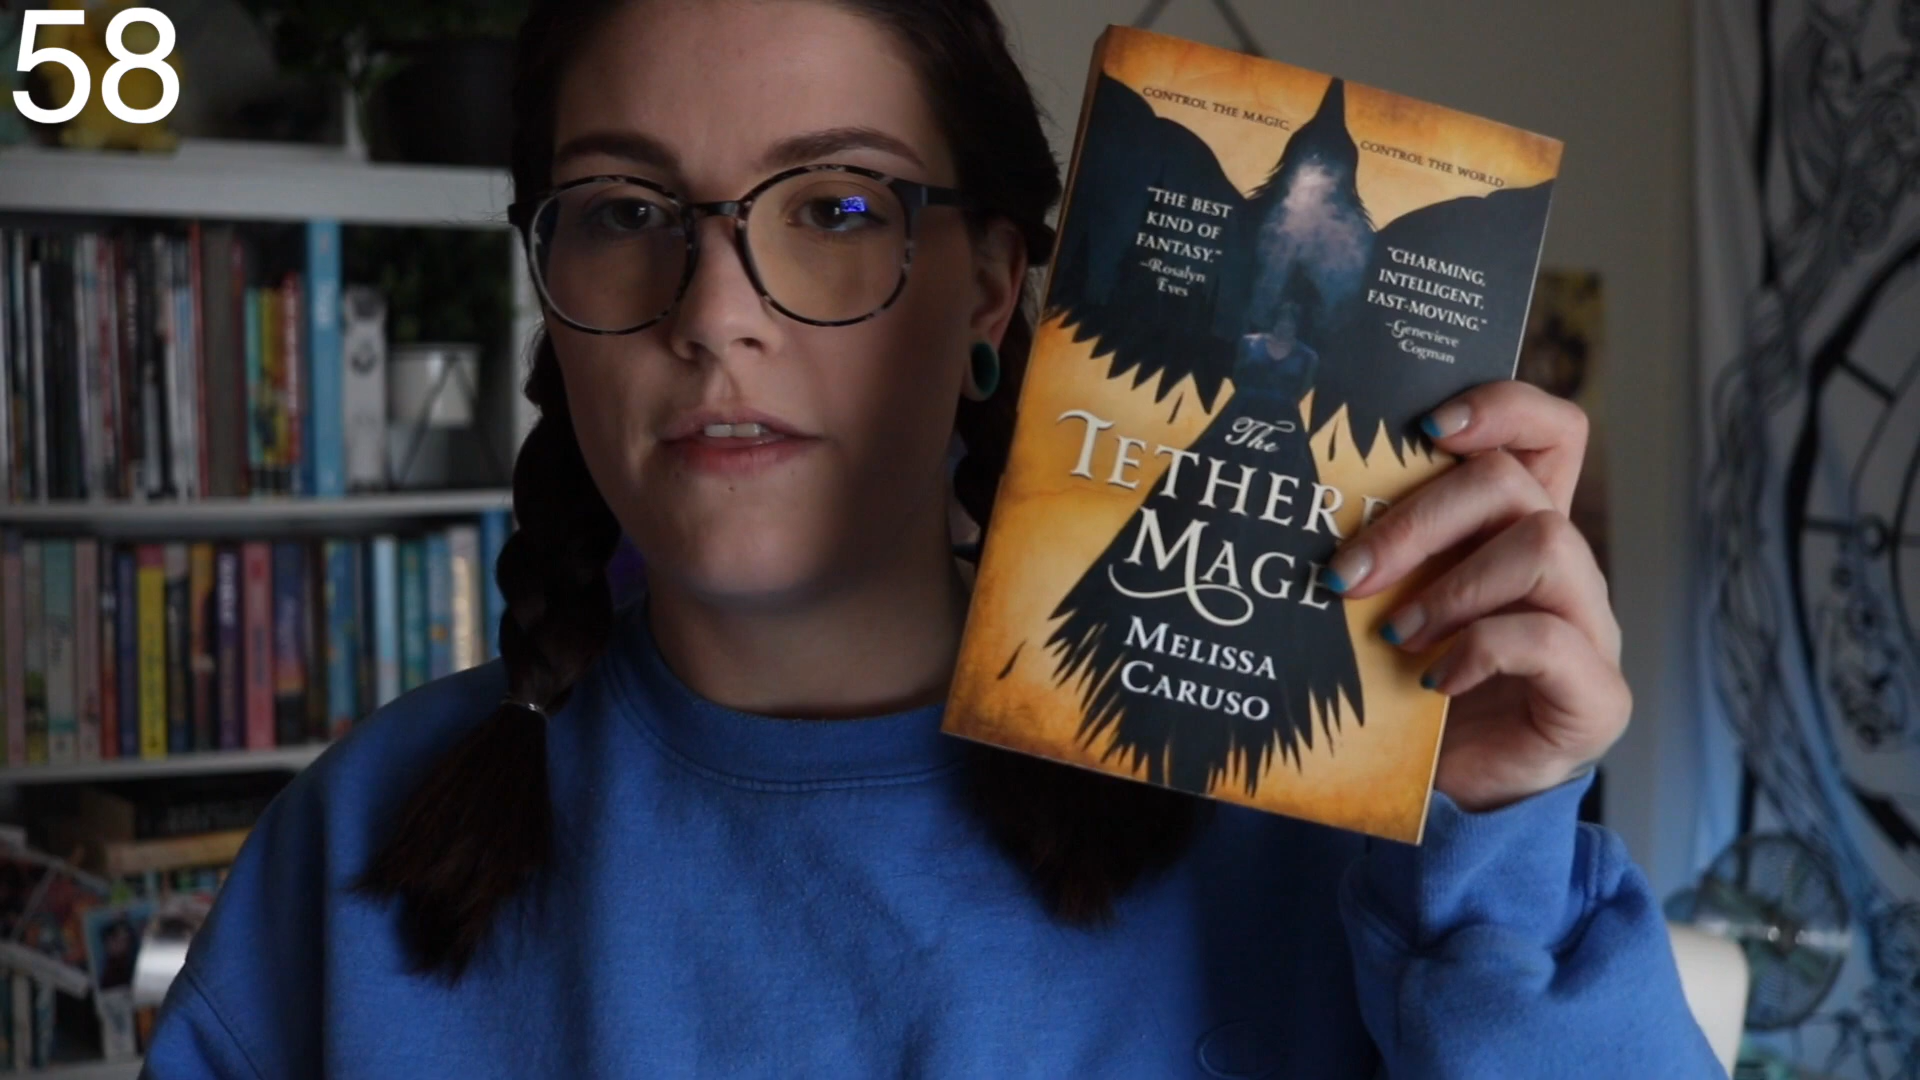 58
CONTROL THE MAGIC,
CONTROL THE WORLD
"THE BEST
KIND OF
FANTASY."
-Rosalyn
Eves
"CHARMING,
INTELLIGENT,
FAST-MOVING."
-Genevieve
Cogman
The
TETHERE
MAGE
MELISSA
CARUSO